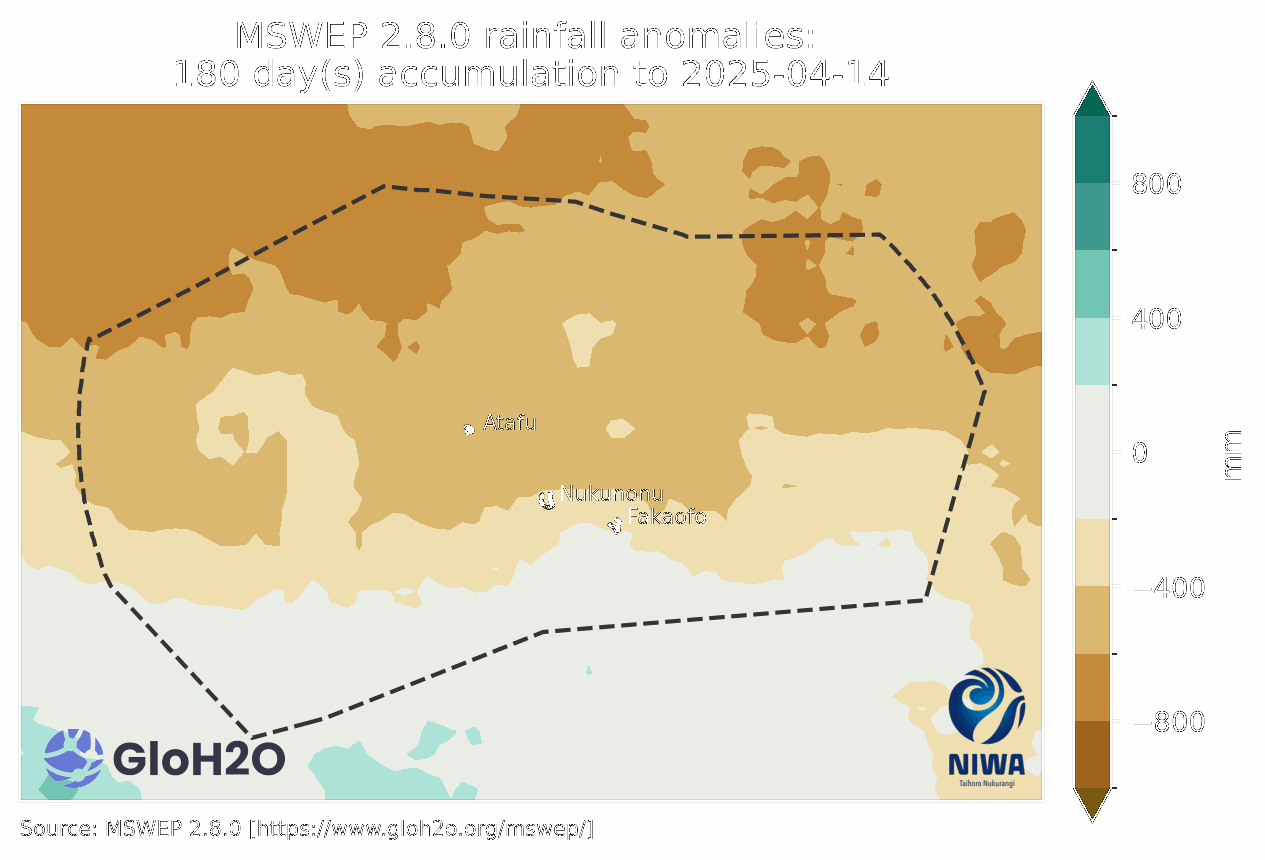 MSWEP 2.8.0 rainfall anomalies:
180 day(s) accumulation to 2025-04-14
800
400
0
−400
−800
mm
Atafu
Nukunonu
Fakaofo
GloH2O
NIWA
Taihoro Nukurangi
Source: MSWEP 2.8.0 [https://www.gloh2o.org/mswep/]